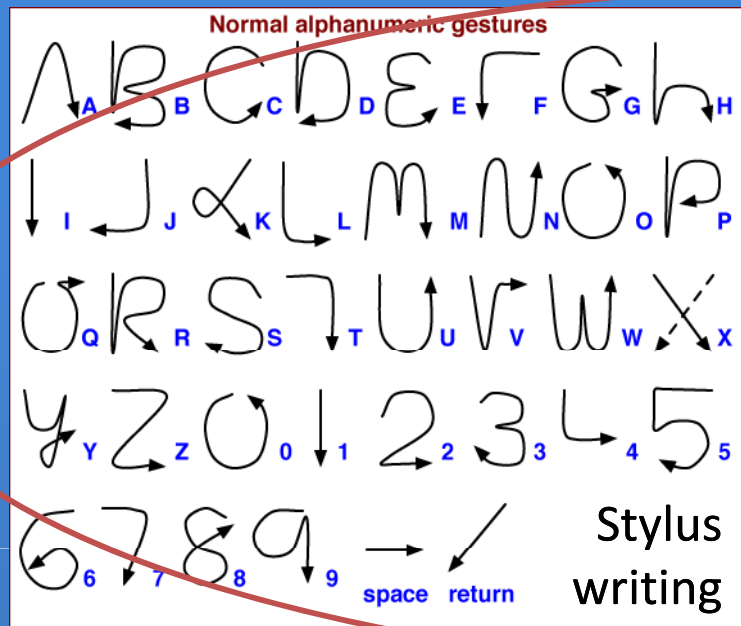 Normal alphanumeric gestures
A B C D E F G H
I J K L M N O P
Q R S T U V W X
Y Z 0 1 2 3 4 5
6 7 8 9 space return
Stylus
writing